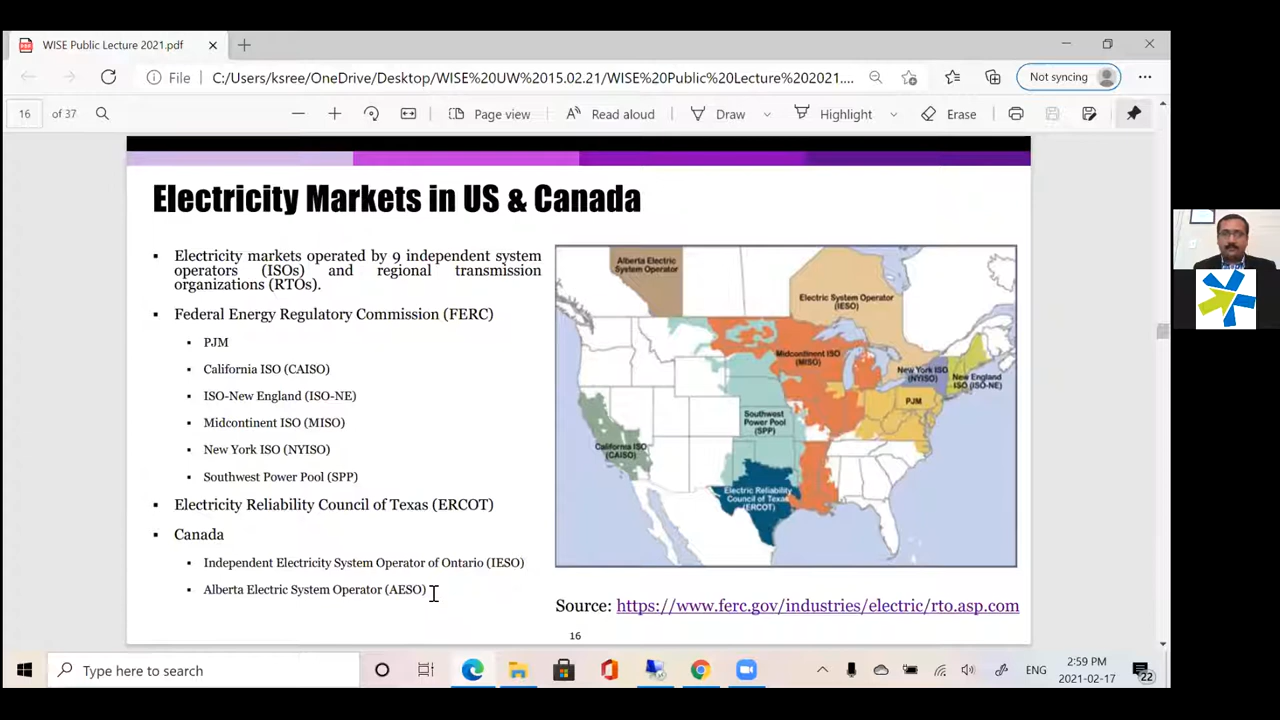 WISE Public Lecture 2021.pdf
File
C:/Users/ksree/OneDrive/Desktop/WISE%20UW%2015.02.21/WISE%20Public%20Lecture%202021....
Not syncing
16 of 37
Page view
Read aloud
Draw
Highlight
Erase
Electricity Markets in US & Canada
▪ Electricity markets operated by 9 independent system
operators (ISOs) and regional transmission
organizations (RTOs).
▪ Federal Energy Regulatory Commission (FERC)
▪ PJM
▪ California ISO (CAISO)
▪ ISO-New England (ISO-NE)
▪ Midcontinent ISO (MISO)
▪ New York ISO (NYISO)
▪ Southwest Power Pool (SPP)
▪ Electricity Reliability Council of Texas (ERCOT)
▪ Canada
▪ Independent Electricity System Operator of Ontario (IESO)
▪ Alberta Electric System Operator (AESO)
Alberta Electric
System Operator
Electric System Operator
(IESO)
Midcontinent ISO
(MISO)
New York ISO
(NYISO)
New England
ISO (ISO-NE)
PJM
Southwest
Power Pool
(SPP)
California ISO
(CAISO)
Electric Reliability
Council of Texas
(ERCOT)
Source: https://www.ferc.gov/industries/electric/rto.asp.com
16
Type here to search
ENG
2:59 PM
2021-02-17
22